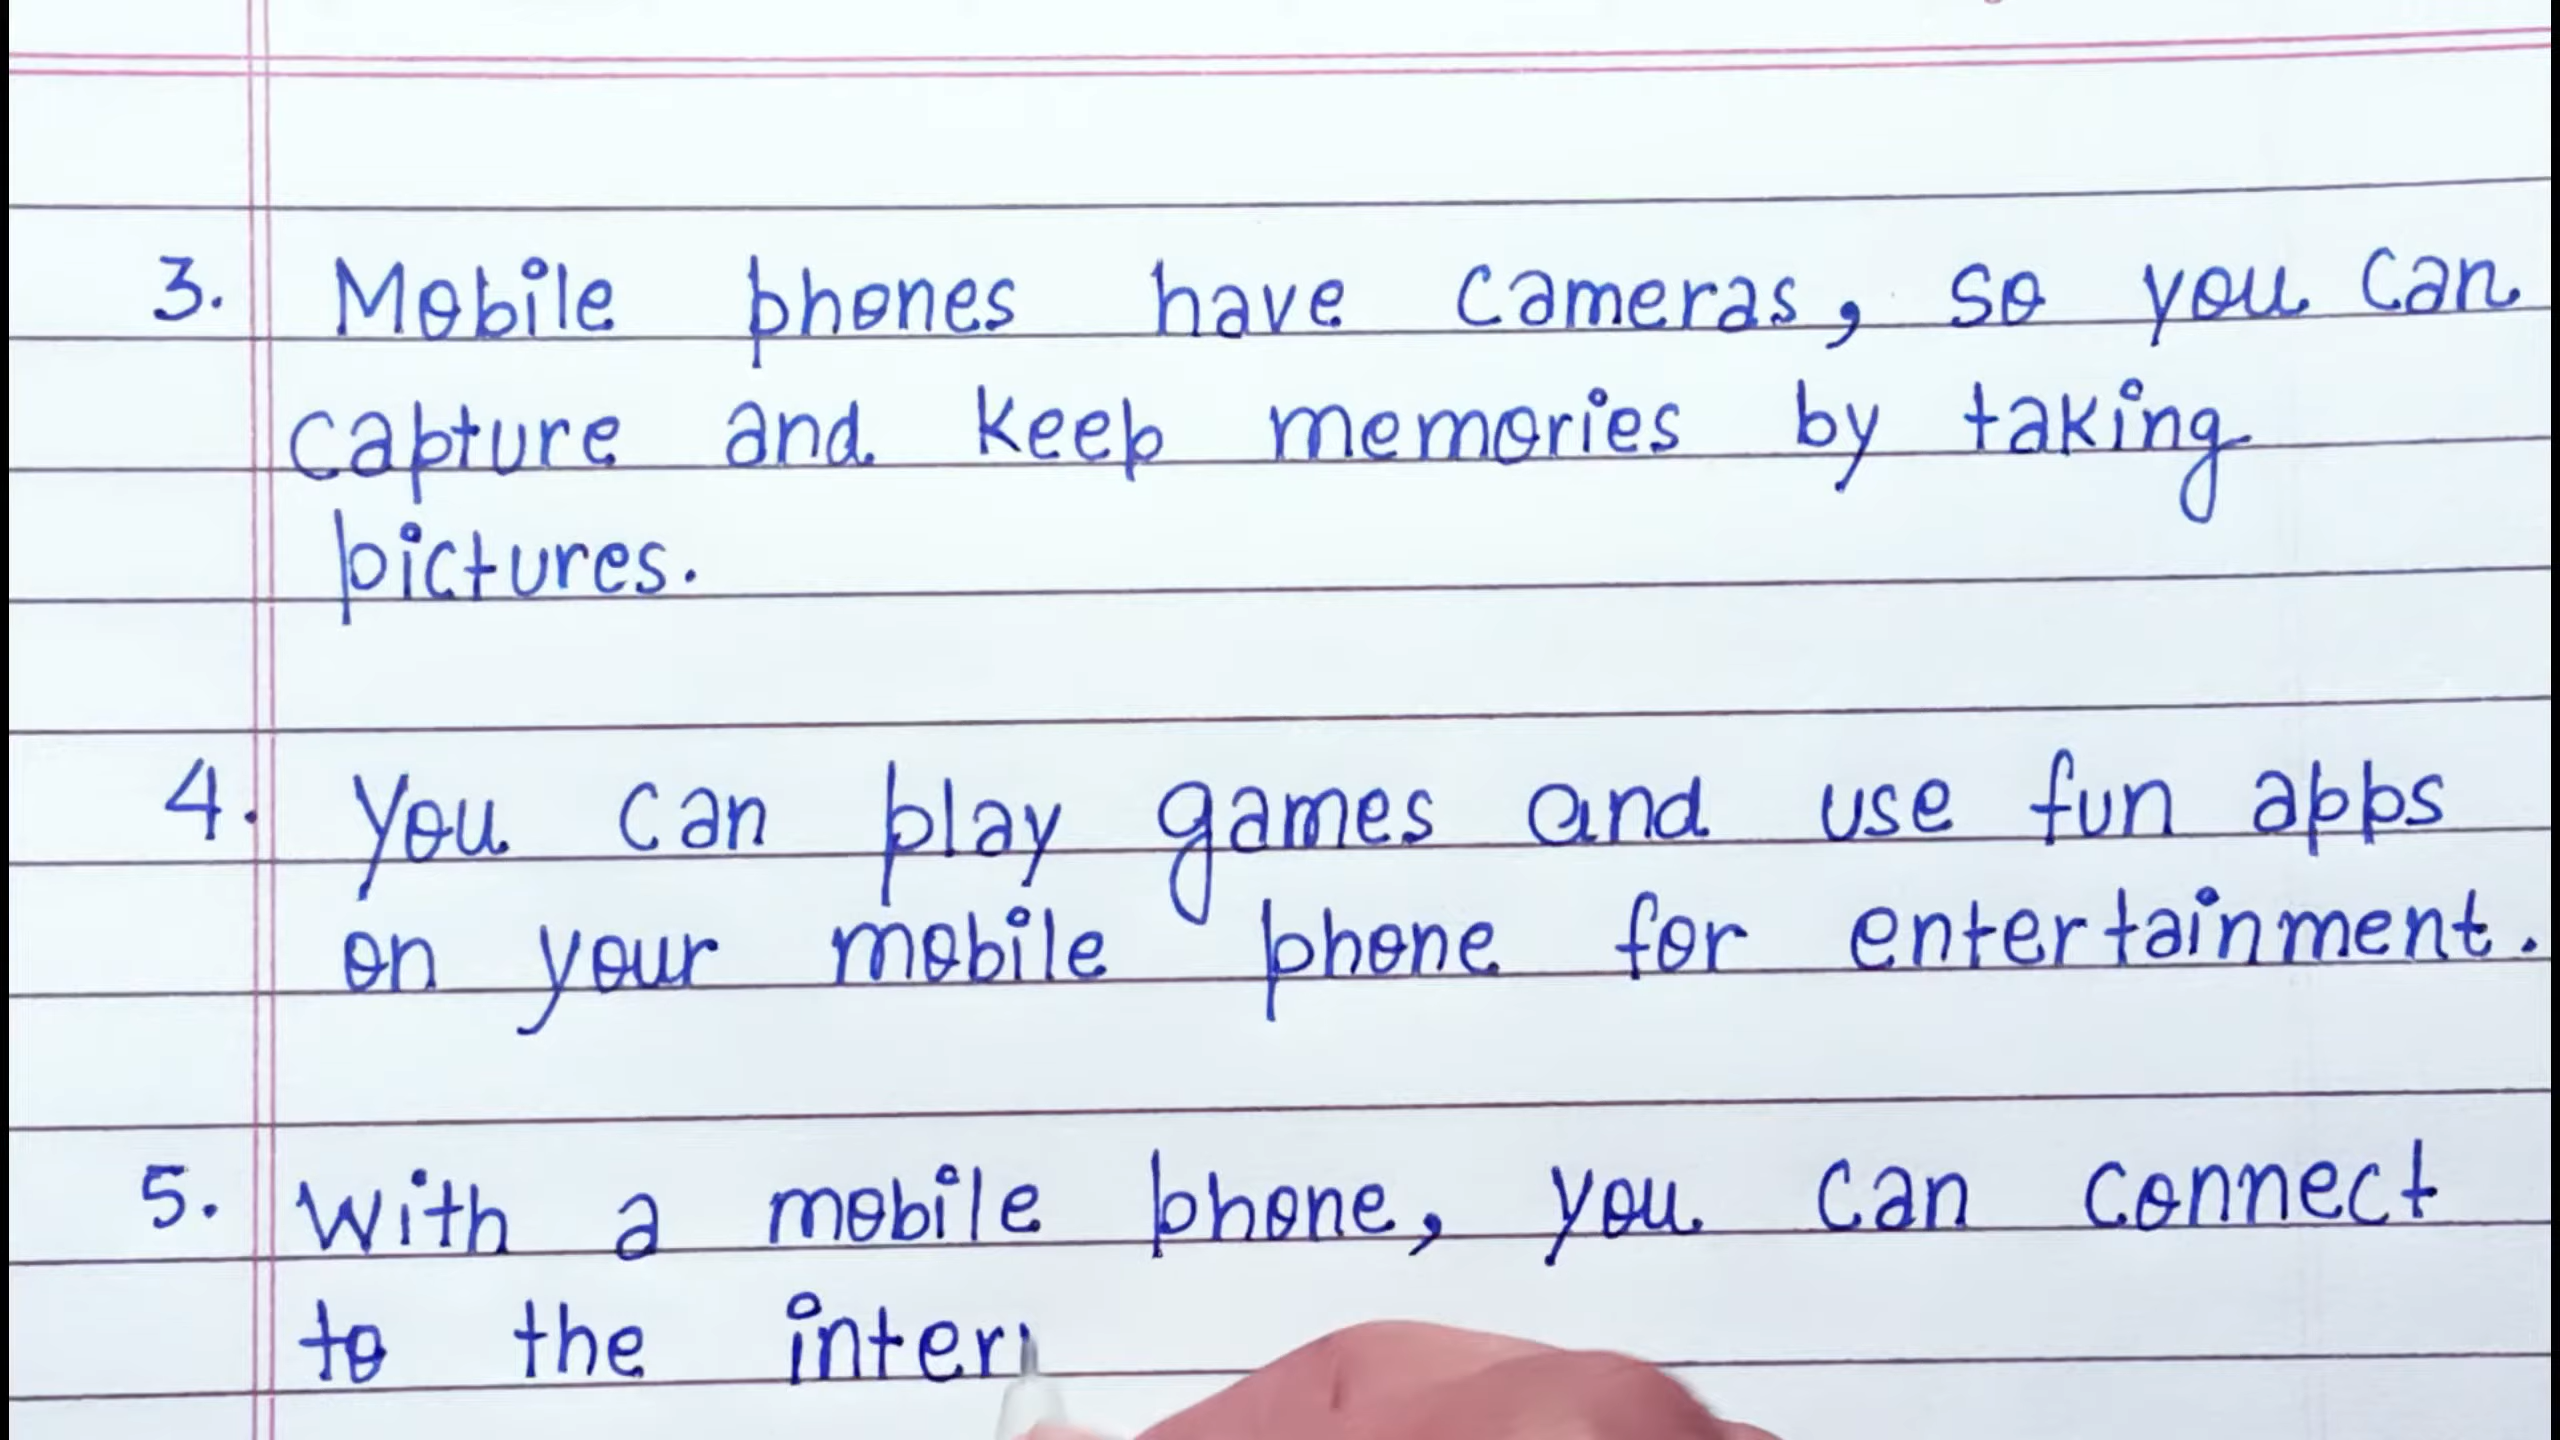 3. Mobile phones have cameras, so you can
capture and keep memories by taking
pictures.
4. You can play games and use fun apps
on your mobile phone for entertainment.
5. With a mobile phone, you can connect
to the inter